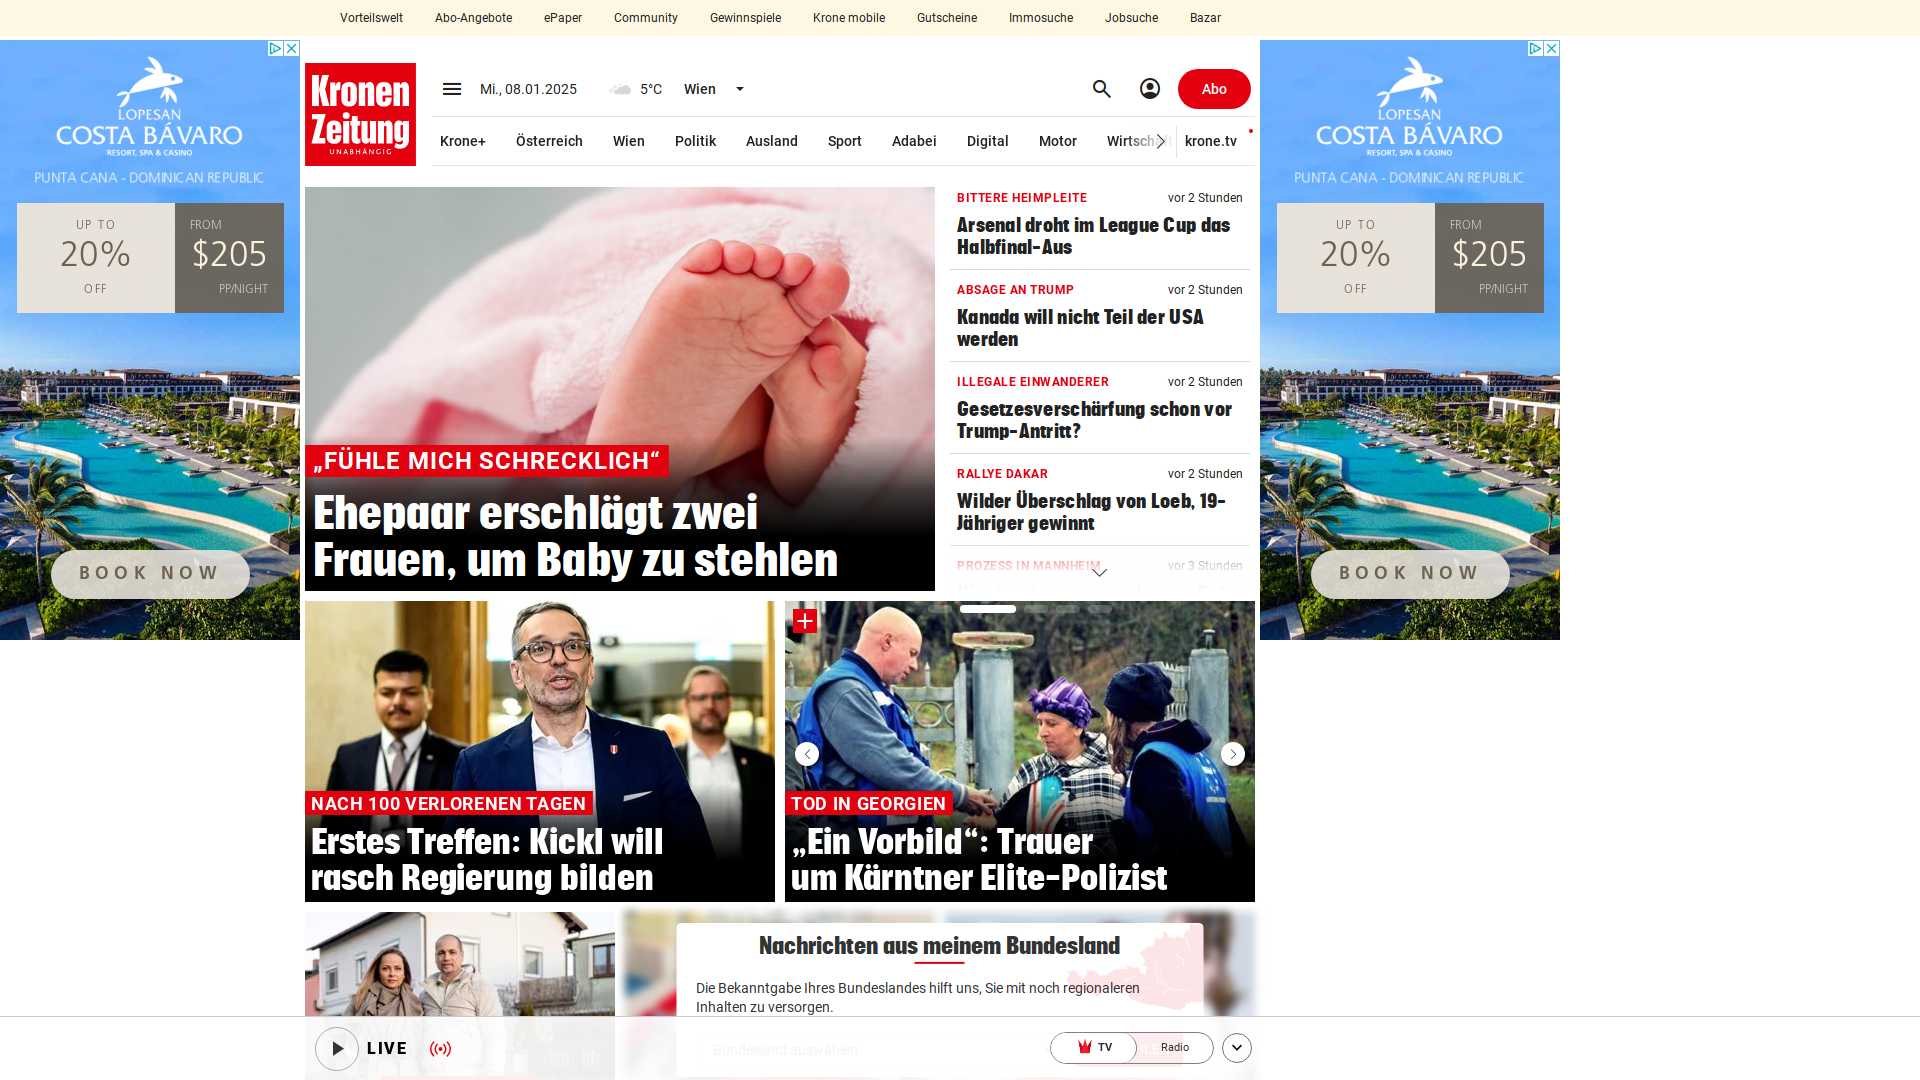 Vorteilswelt Abo-Angebote ePaper Community Gewinnspiele Krone mobile Gutscheine Immosuche Jobsuche Bazar
LOPESAN
COSTA BÁVARO
RESORT, SPA & CASINO
PUNTA CANA - DOMINICAN REPUBLIC
UP TO
20%
OFF
FROM
$205
PP/NIGHT
BOOK NOW
Kronen
Zeitung
UNABHÄNGIG
Mi., 08.01.2025 5°C Wien
Abo
Krone+ Österreich Wien Politik Ausland Sport Adabei Digital Motor Wirtsch krone.tv
„FÜHLE MICH SCHRECKLICH“
Ehepaar erschlägt zwei
Frauen, um Baby zu stehlen
BITTERE HEIMPLEITE vor 2 Stunden
Arsenal droht im League Cup das
Halbfinal-Aus
ABSAGE AN TRUMP vor 2 Stunden
Kanada will nicht Teil der USA
werden
ILLEGALE EINWANDERER vor 2 Stunden
Gesetzesverschärfung schon vor
Trump-Antritt?
RALLYE DAKAR vor 2 Stunden
Wilder Überschlag von Loeb, 19-
Jähriger gewinnt
PROZESS IN MANNHEIM vor 3 Stunden
NACH 100 VERLORENEN TAGEN
Erstes Treffen: Kickl will
rasch Regierung bilden
TOD IN GEORGIEN
„Ein Vorbild“: Trauer
um Kärntner Elite-Polizist
LOPESAN
COSTA BÁVARO
RESORT, SPA & CASINO
PUNTA CANA - DOMINICAN REPUBLIC
UP TO
20%
OFF
FROM
$205
PP/NIGHT
BOOK NOW
Nachrichten aus meinem Bundesland
Die Bekanntgabe Ihres Bundeslandes hilft uns, Sie mit noch regionaleren
Inhalten zu versorgen.
Bundesland auswählen
LIVE
TV
Radio